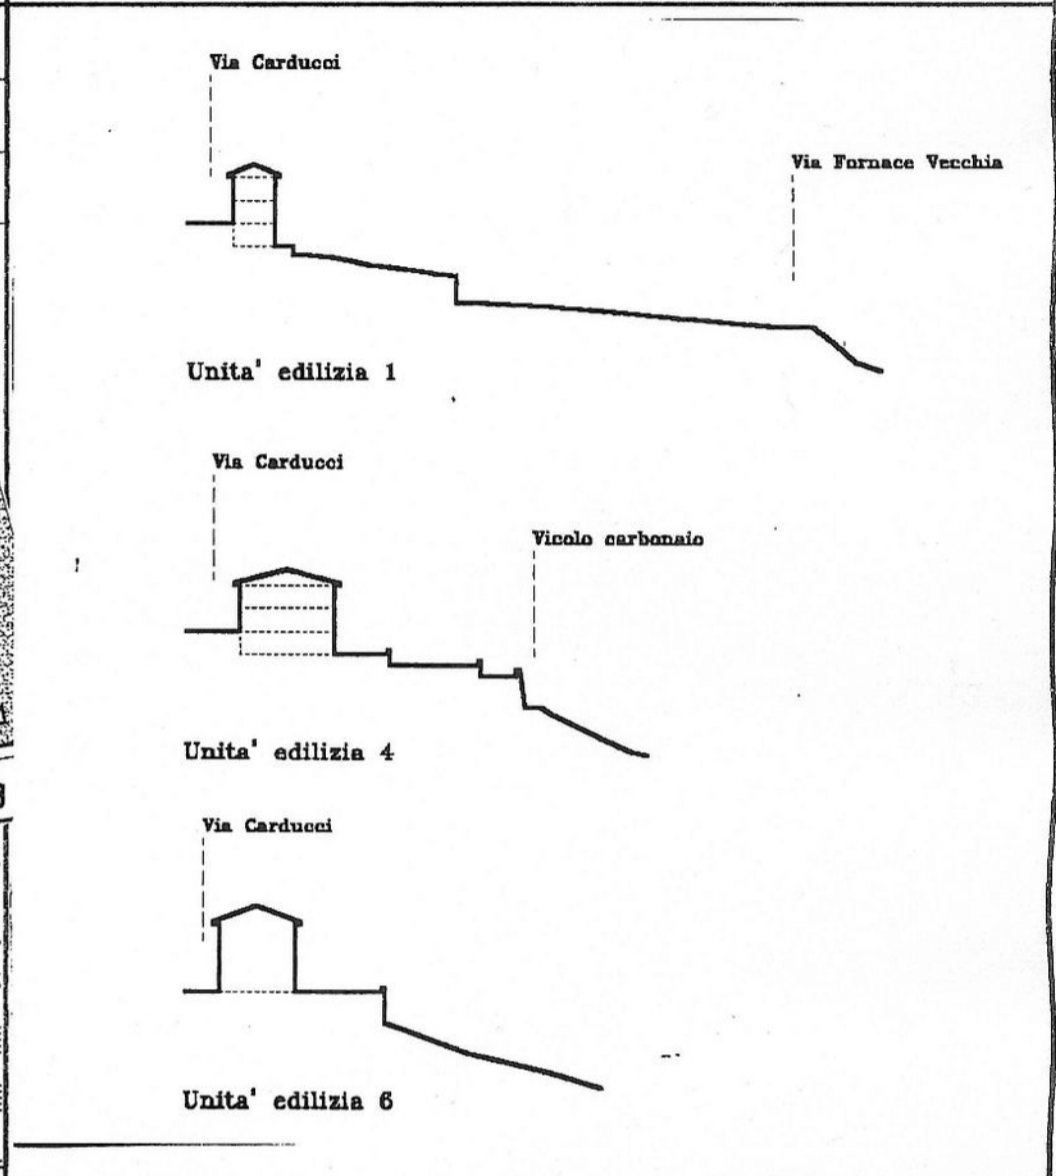 Via Carducci
Via Fornace Vecchia
Unita' edilizia 1
Via Carducci
Vicolo carbonaio
Unita' edilizia 4
Via Carducci
Unita' edilizia 6